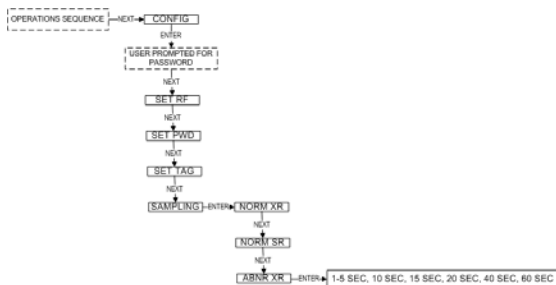 OPERATIONS SEQUENCE
NEXT
CONFIG
ENTER
USER PROMPTED FOR
PASSWORD
NEXT
SET RF
NEXT
SET PWD
NEXT
SET TAG
NEXT
SAMPLING
ENTER
NORM XR
NEXT
NORM SR
NEXT
ABNR XR
ENTER
1-5 SEC, 10 SEC, 15 SEC, 20 SEC, 40 SEC, 60 SEC